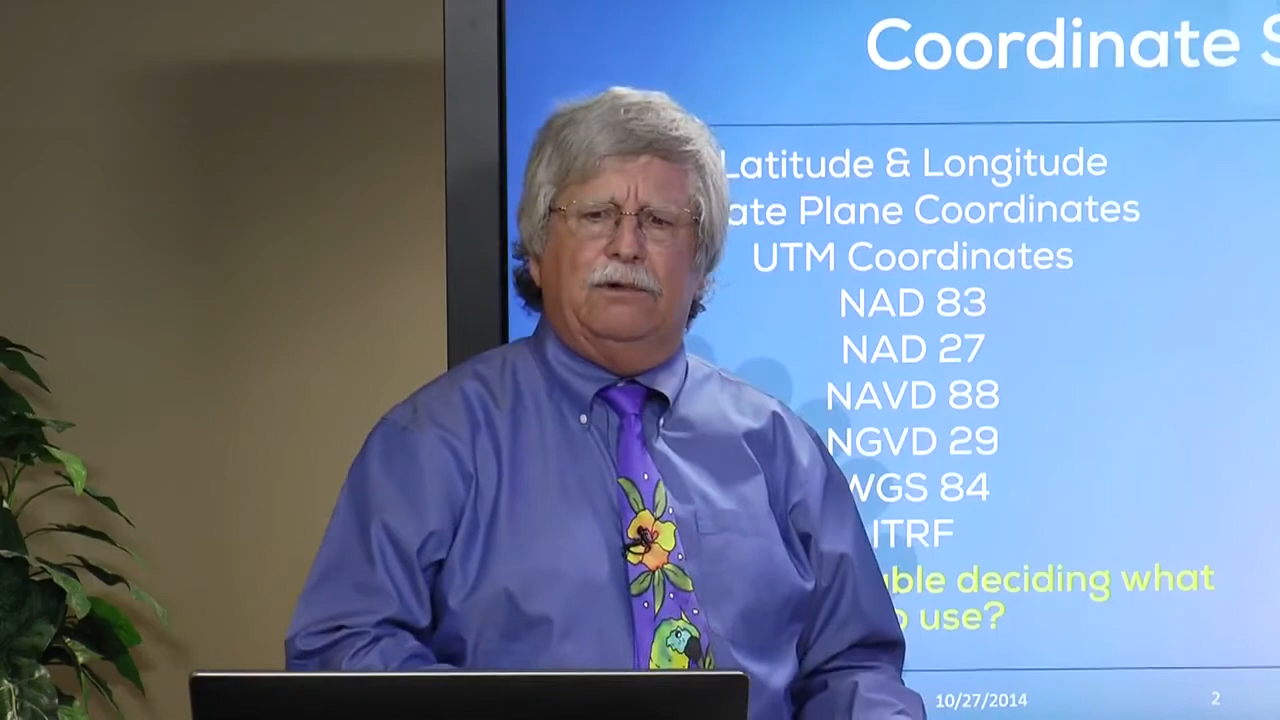 Coordinate S
Latitude & Longitude
ate Plane Coordinates
UTM Coordinates
NAD 83
NAD 27
NAVD 88
NGVD 29
WGS 84
ITRF
able deciding what
o use?
10/27/2014
2